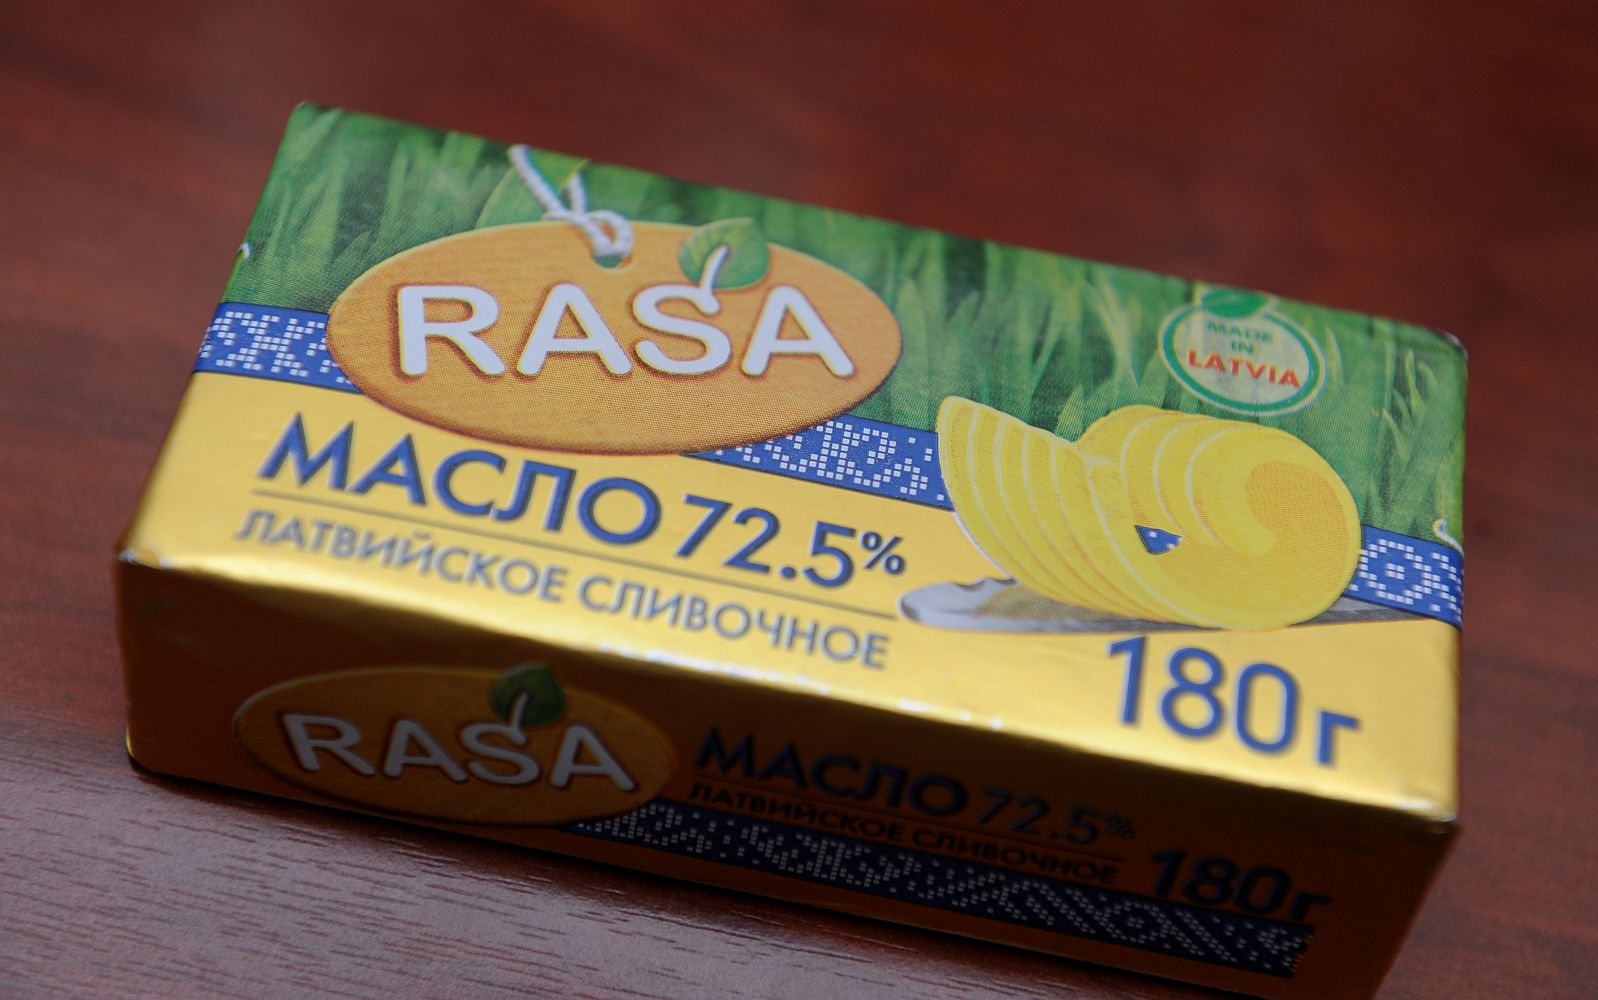 RASA
MADE
IN
LATVIA
МАСЛО 72.5%
ЛАТВИЙСКОЕ СЛИВОЧНОЕ
180г
RASA
МАСЛО 72.5%
ЛАТВИЙСКОЕ СЛИВОЧНОЕ
180г